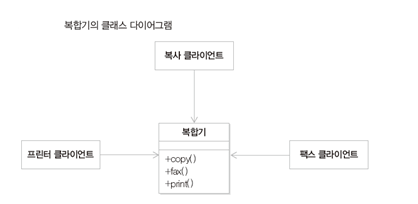 복합기의 클래스 다이어그램
복사 클라이언트
프린터 클라이언트
복합기
+copy()
+fax()
+print()
팩스 클라이언트